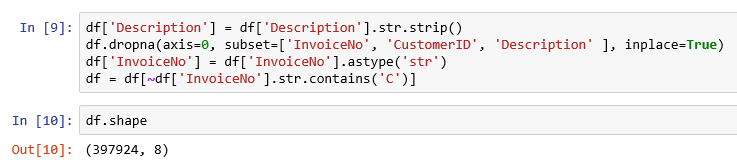 In [9]: df['Description'] = df['Description'].str.strip()
df.dropna(axis=0, subset=['InvoiceNo', 'CustomerID', 'Description' ], inplace=True)
df['InvoiceNo'] = df['InvoiceNo'].astype('str')
df = df[~df['InvoiceNo'].str.contains('C')]
In [10]: df.shape
Out[10]: (397924, 8)